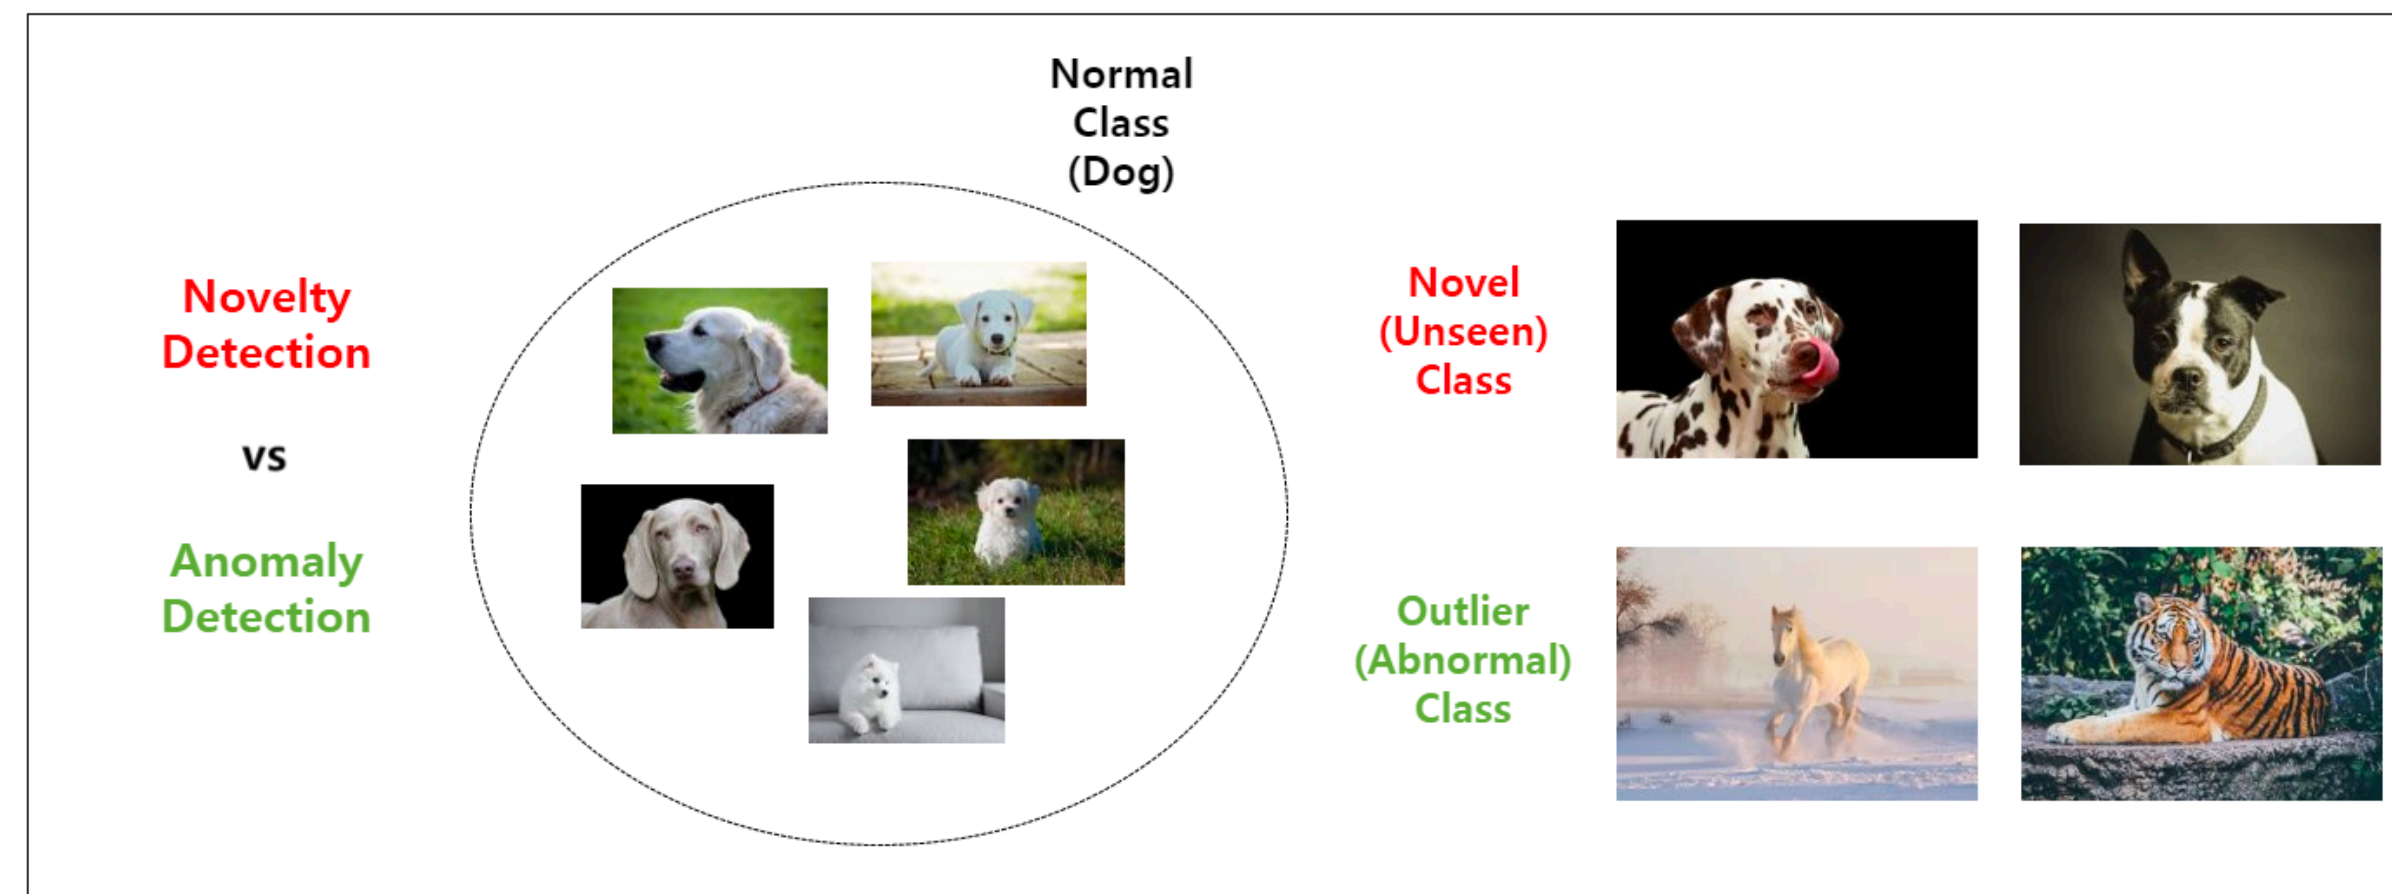 Normal
Class
(Dog)
Novelty
Detection
vs
Anomaly
Detection
Novel
(Unseen)
Class
Outlier
(Abnormal)
Class